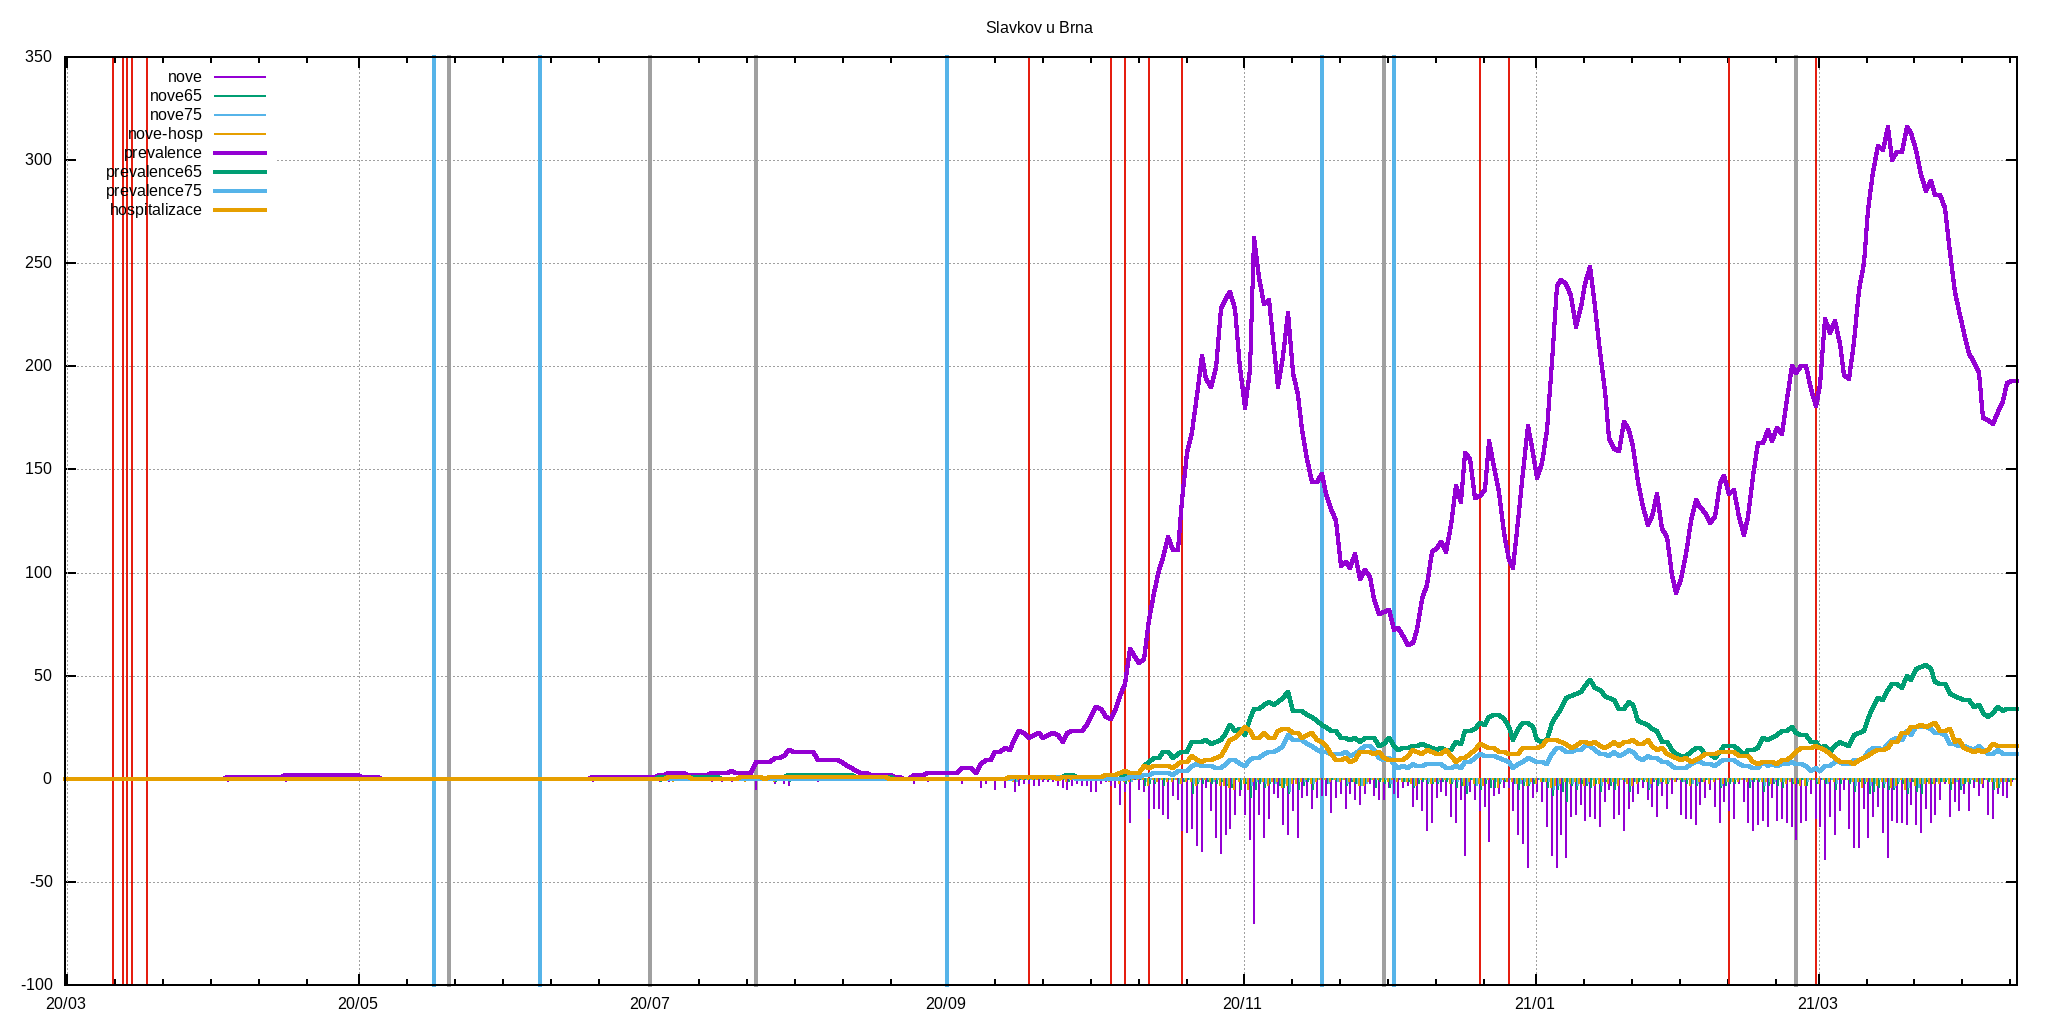 Slavkov u Brna
350
300
250
200
150
100
50
0
-50
-100
nove
nove65
nove75
nove-hosp
prevalence
prevalence65
prevalence75
hospitalizace
20/03 20/05 20/07 20/09 20/11 21/01 21/03